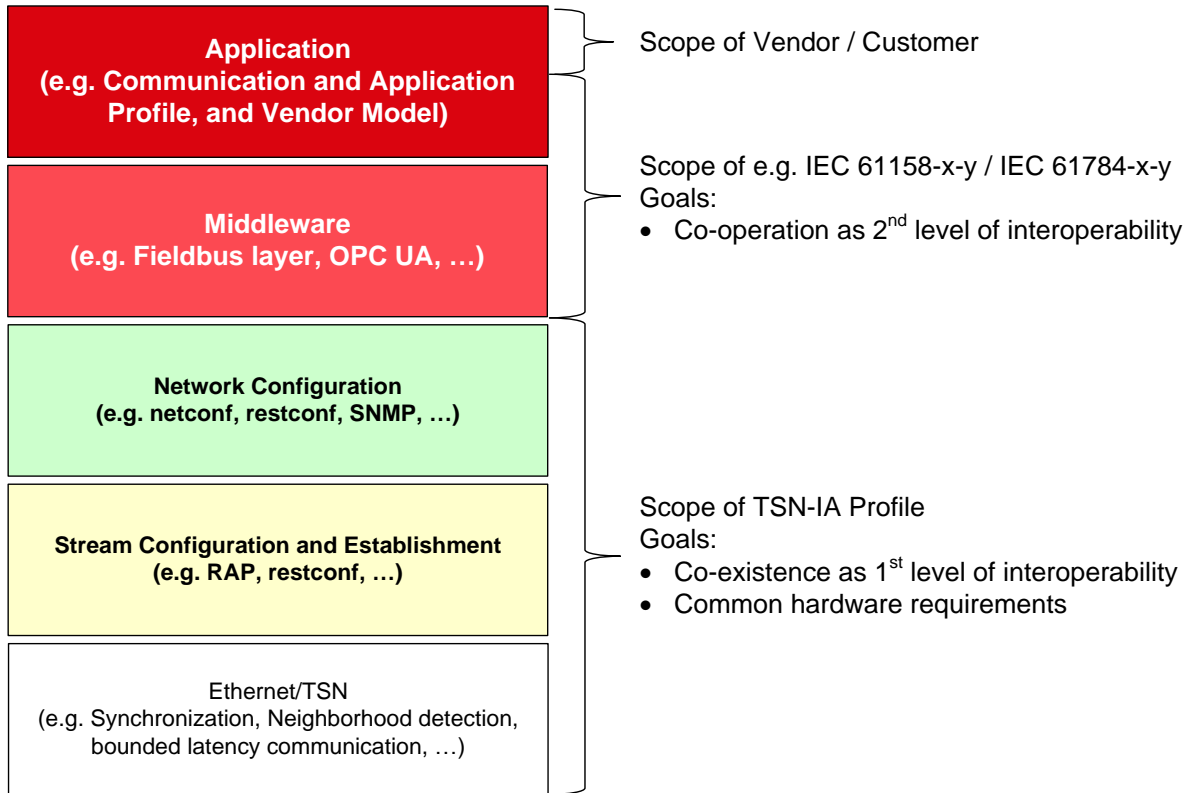 Application
(e.g. Communication and Application
Profile, and Vendor Model)
Scope of Vendor / Customer
Middleware
(e.g. Fieldbus layer, OPC UA, …)
Scope of e.g. IEC 61158-x-y / IEC 61784-x-y
Goals:
• Co-operation as 2nd level of interoperability
Network Configuration
(e.g. netconf, restconf, SNMP, …)
Stream Configuration and Establishment
(e.g. RAP, restconf, …)
Ethernet/TSN
(e.g. Synchronization, Neighborhood detection,
bounded latency communication, …)
Scope of TSN-IA Profile
Goals:
• Co-existence as 1st level of interoperability
• Common hardware requirements